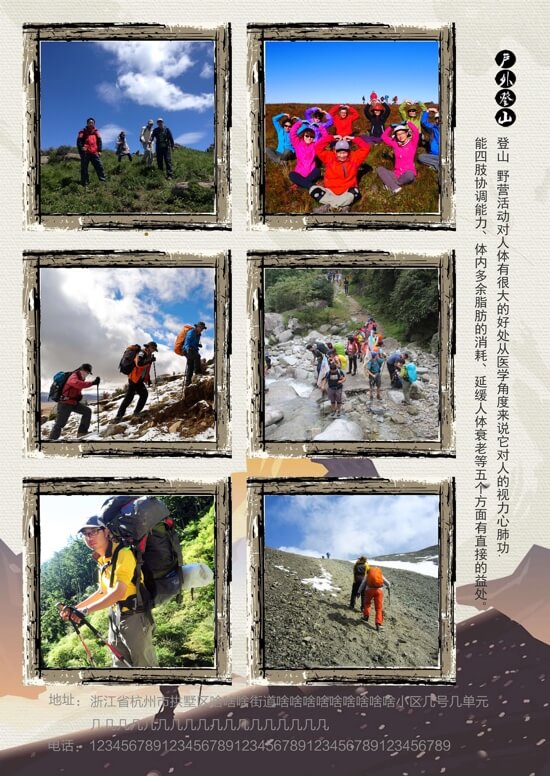 户外登山
登山 野营活动对人体有很大的好处从医学角度来说它对人的视力心肺功
能四肢协调能力、体内多余脂肪的消耗、延缓人体衰老等五个方面有直接的益处。
地址：浙江省杭州市拱墅区啥啥啥街道啥啥啥啥啥啥啥啥啥小区几号几单元
几几几几几几几几几几几几几几几几几
电话：12345678912345678912345678912345678​9